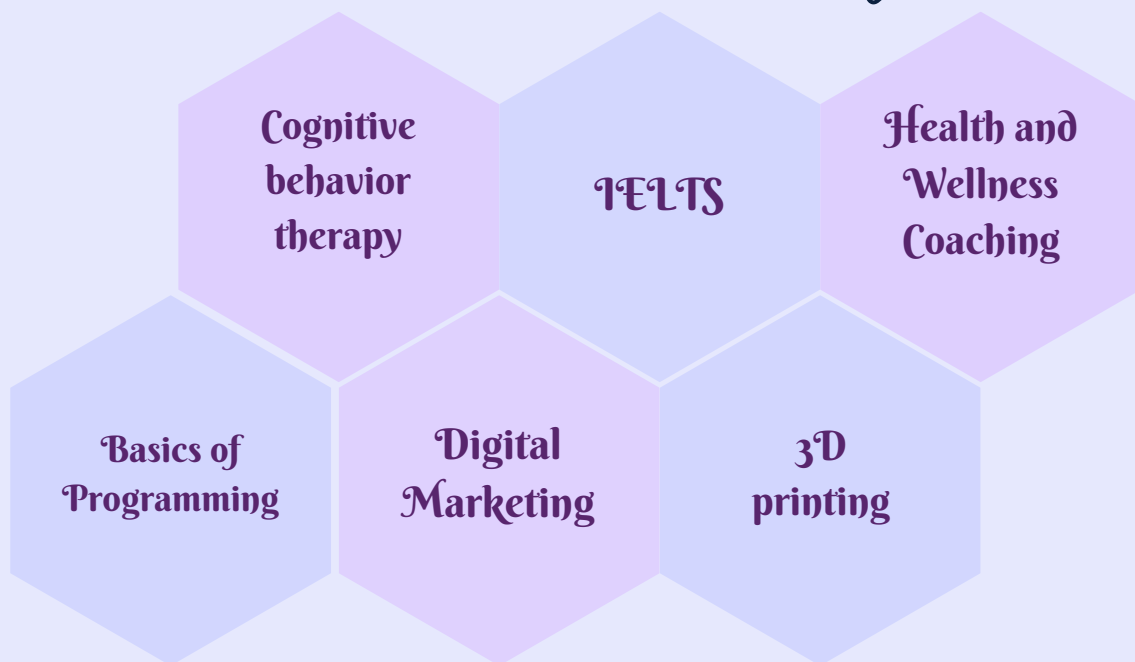 Cognitive
behavior
therapy
IELTS
Health and
Wellness
Coaching
Basics of
Programming
Digital
Marketing
3D
printing